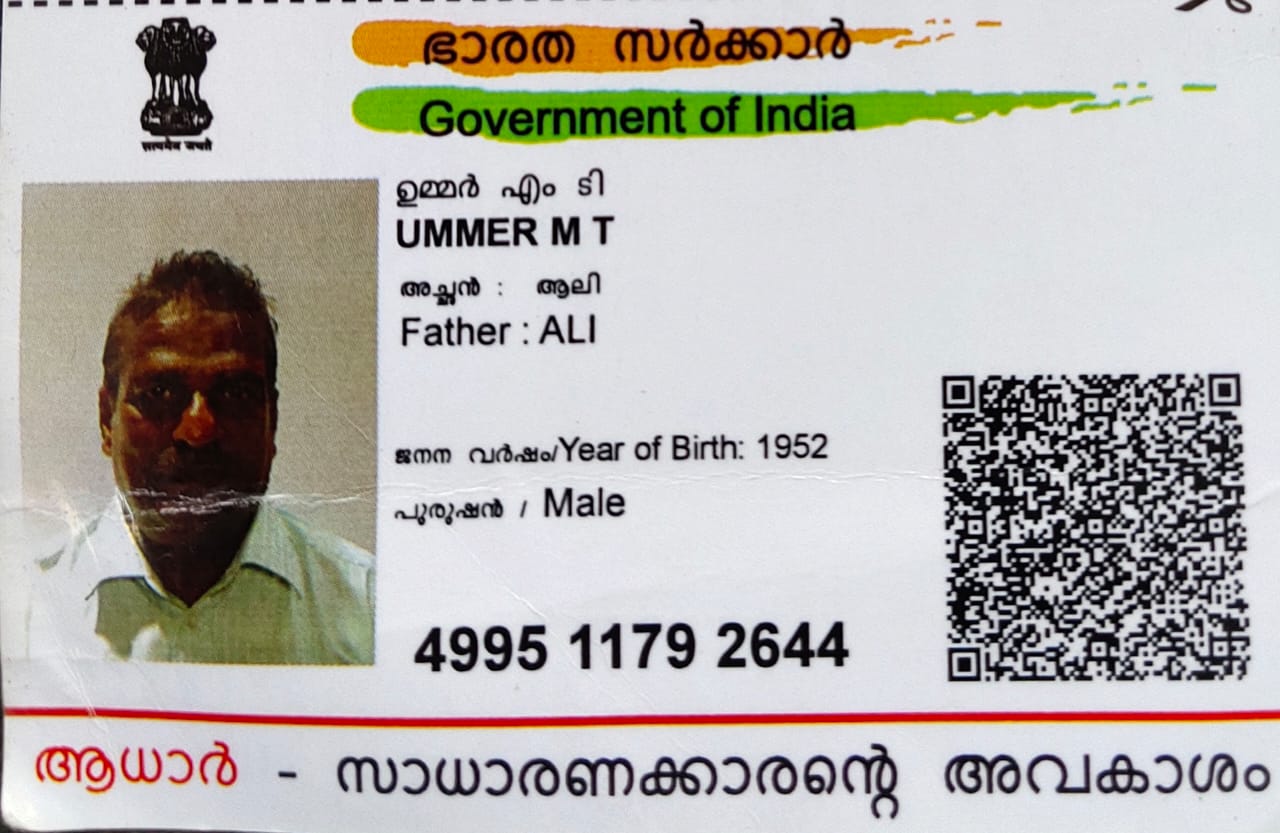 ഭാരത സർക്കാർ
Government of India
सत्यमेव जयते
ഉമ്മർ എം ടി
UMMER M T
അച്ഛൻ : ആലി
Father : ALI
ജനന വർഷം/Year of Birth: 1952
പുരുഷൻ / Male
4995 1179 2644
ആധാർ - സാധാരണക്കാരന്റെ അവകാശം